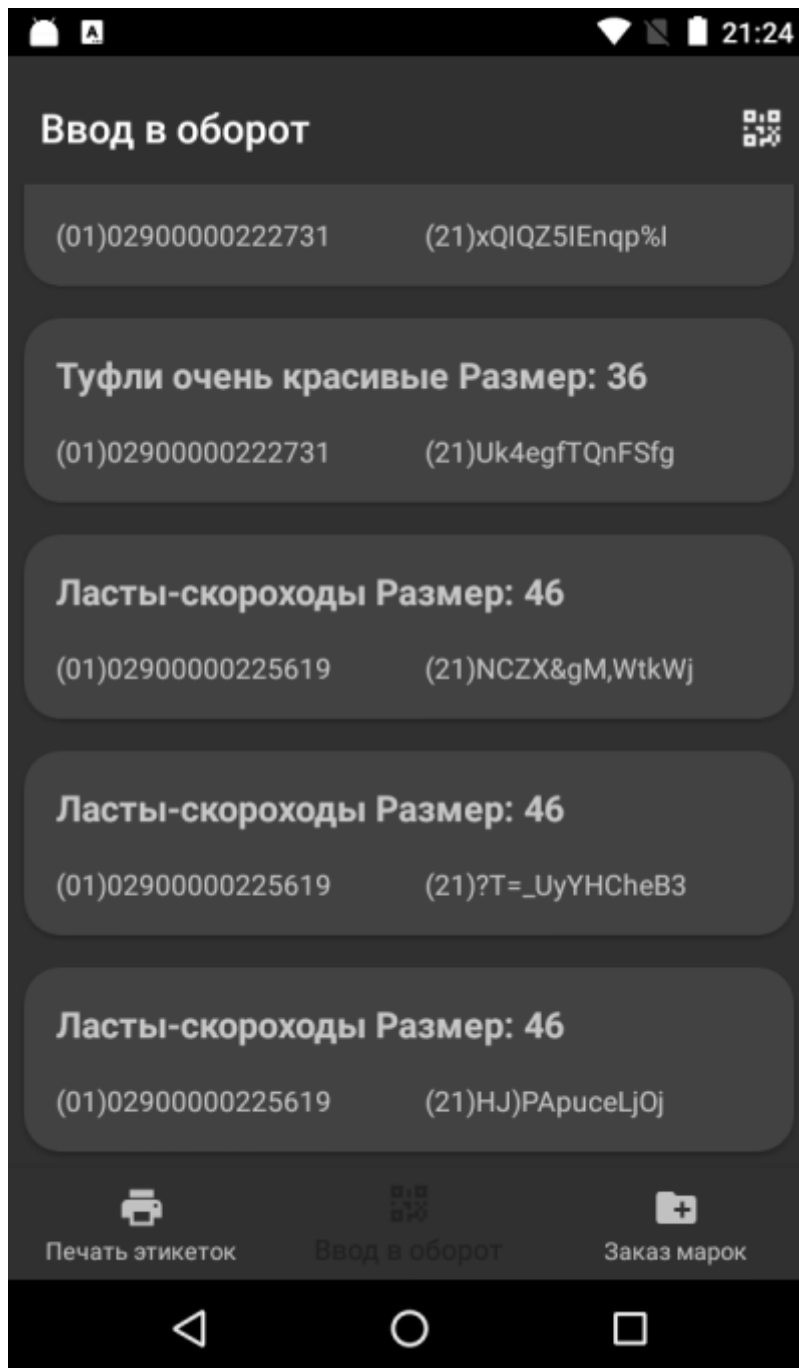 21:24
Ввод в оборот
(01)02900000222731 (21)xQIQZ5IEnqp%I
Туфли очень красивые Размер: 36
(01)02900000222731 (21)Uk4egfTQnFSfg
Ласты-скороходы Размер: 46
(01)02900000225619 (21)NCZX&gM,WtkWj
Ласты-скороходы Размер: 46
(01)02900000225619 (21)?T=_UyYHCheB3
Ласты-скороходы Размер: 46
(01)02900000225619 (21)HJ)PApuceLjOj
Печать этикеток Ввод в оборот Заказ марок